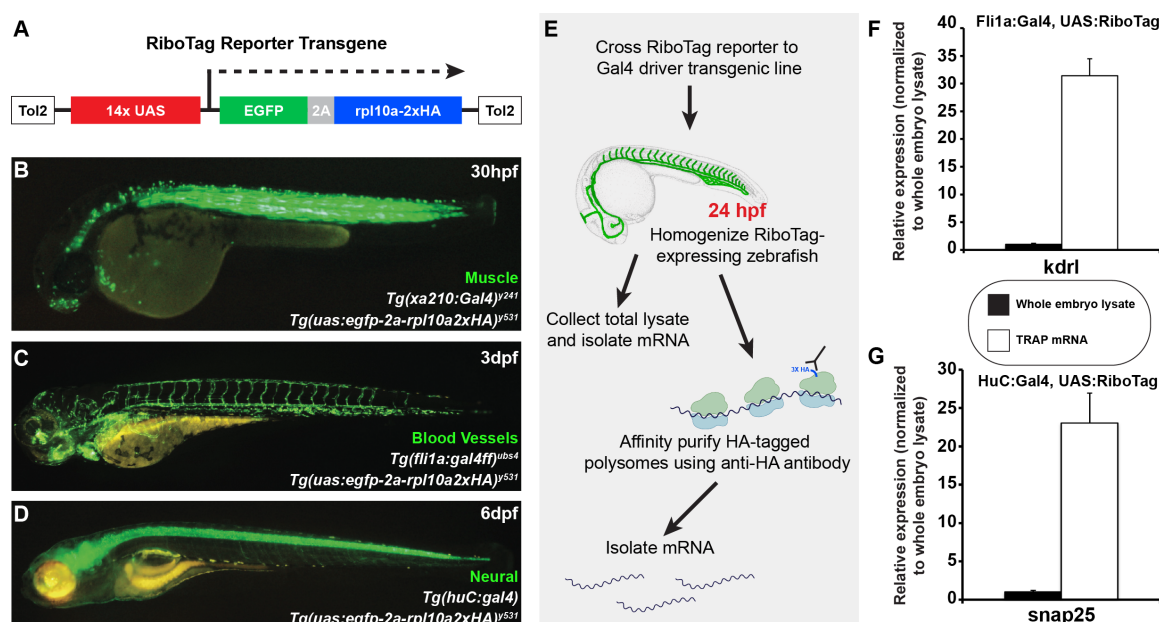 A
RiboTag Reporter Transgene
Tol2
14x UAS
EGFP
2A
rpl10a-2xHA
Tol2
B
30hpf
Muscle
Tg(xa210:Gal4)y241
Tg(uas:egfp-2a-rpl10a2xHA)y531
C
3dpf
Blood Vessels
Tg(fli1a:gal4ff)ubs4
Tg(uas:egfp-2a-rpl10a2xHA)y531
D
6dpf
Neural
Tg(huC:gal4)
Tg(uas:egfp-2a-rpl10a2xHA)y531
E
Cross RiboTag reporter to
Gal4 driver transgenic line
24 hpf
Homogenize RiboTag-
expressing zebrafish
Collect total lysate
and isolate mRNA
3X HA
Affinity purify HA-tagged
polysomes using anti-HA antibody
Isolate mRNA
F
Fli1a:Gal4, UAS:RiboTag
Relative expression (normalized
to whole embryo lysate)
40
35
30
25
20
15
10
5
0
kdrl
Whole embryo lysate
TRAP mRNA
G
HuC:Gal4, UAS:RiboTag
Relative expression (normalized
to whole embryo lysate)
30
25
20
15
10
5
0
snap25